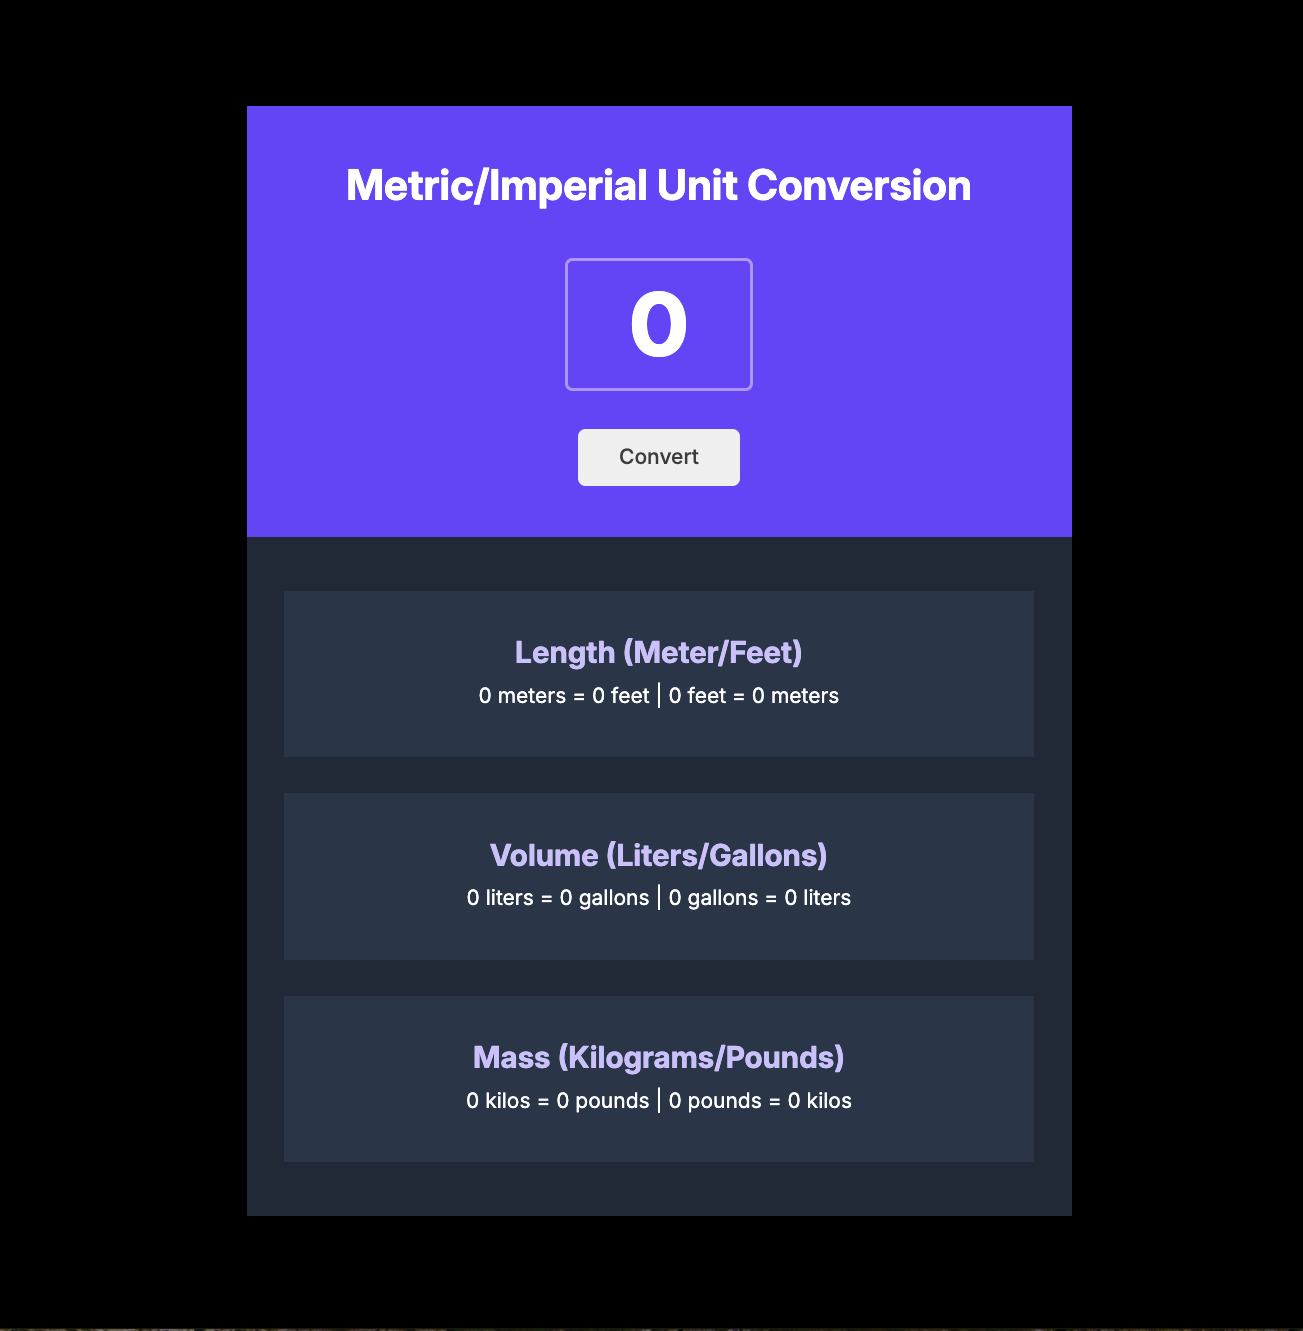 Metric/Imperial Unit Conversion
0
Convert
Length (Meter/Feet)
0 meters = 0 feet | 0 feet = 0 meters
Volume (Liters/Gallons)
0 liters = 0 gallons | 0 gallons = 0 liters
Mass (Kilograms/Pounds)
0 kilos = 0 pounds | 0 pounds = 0 kilos